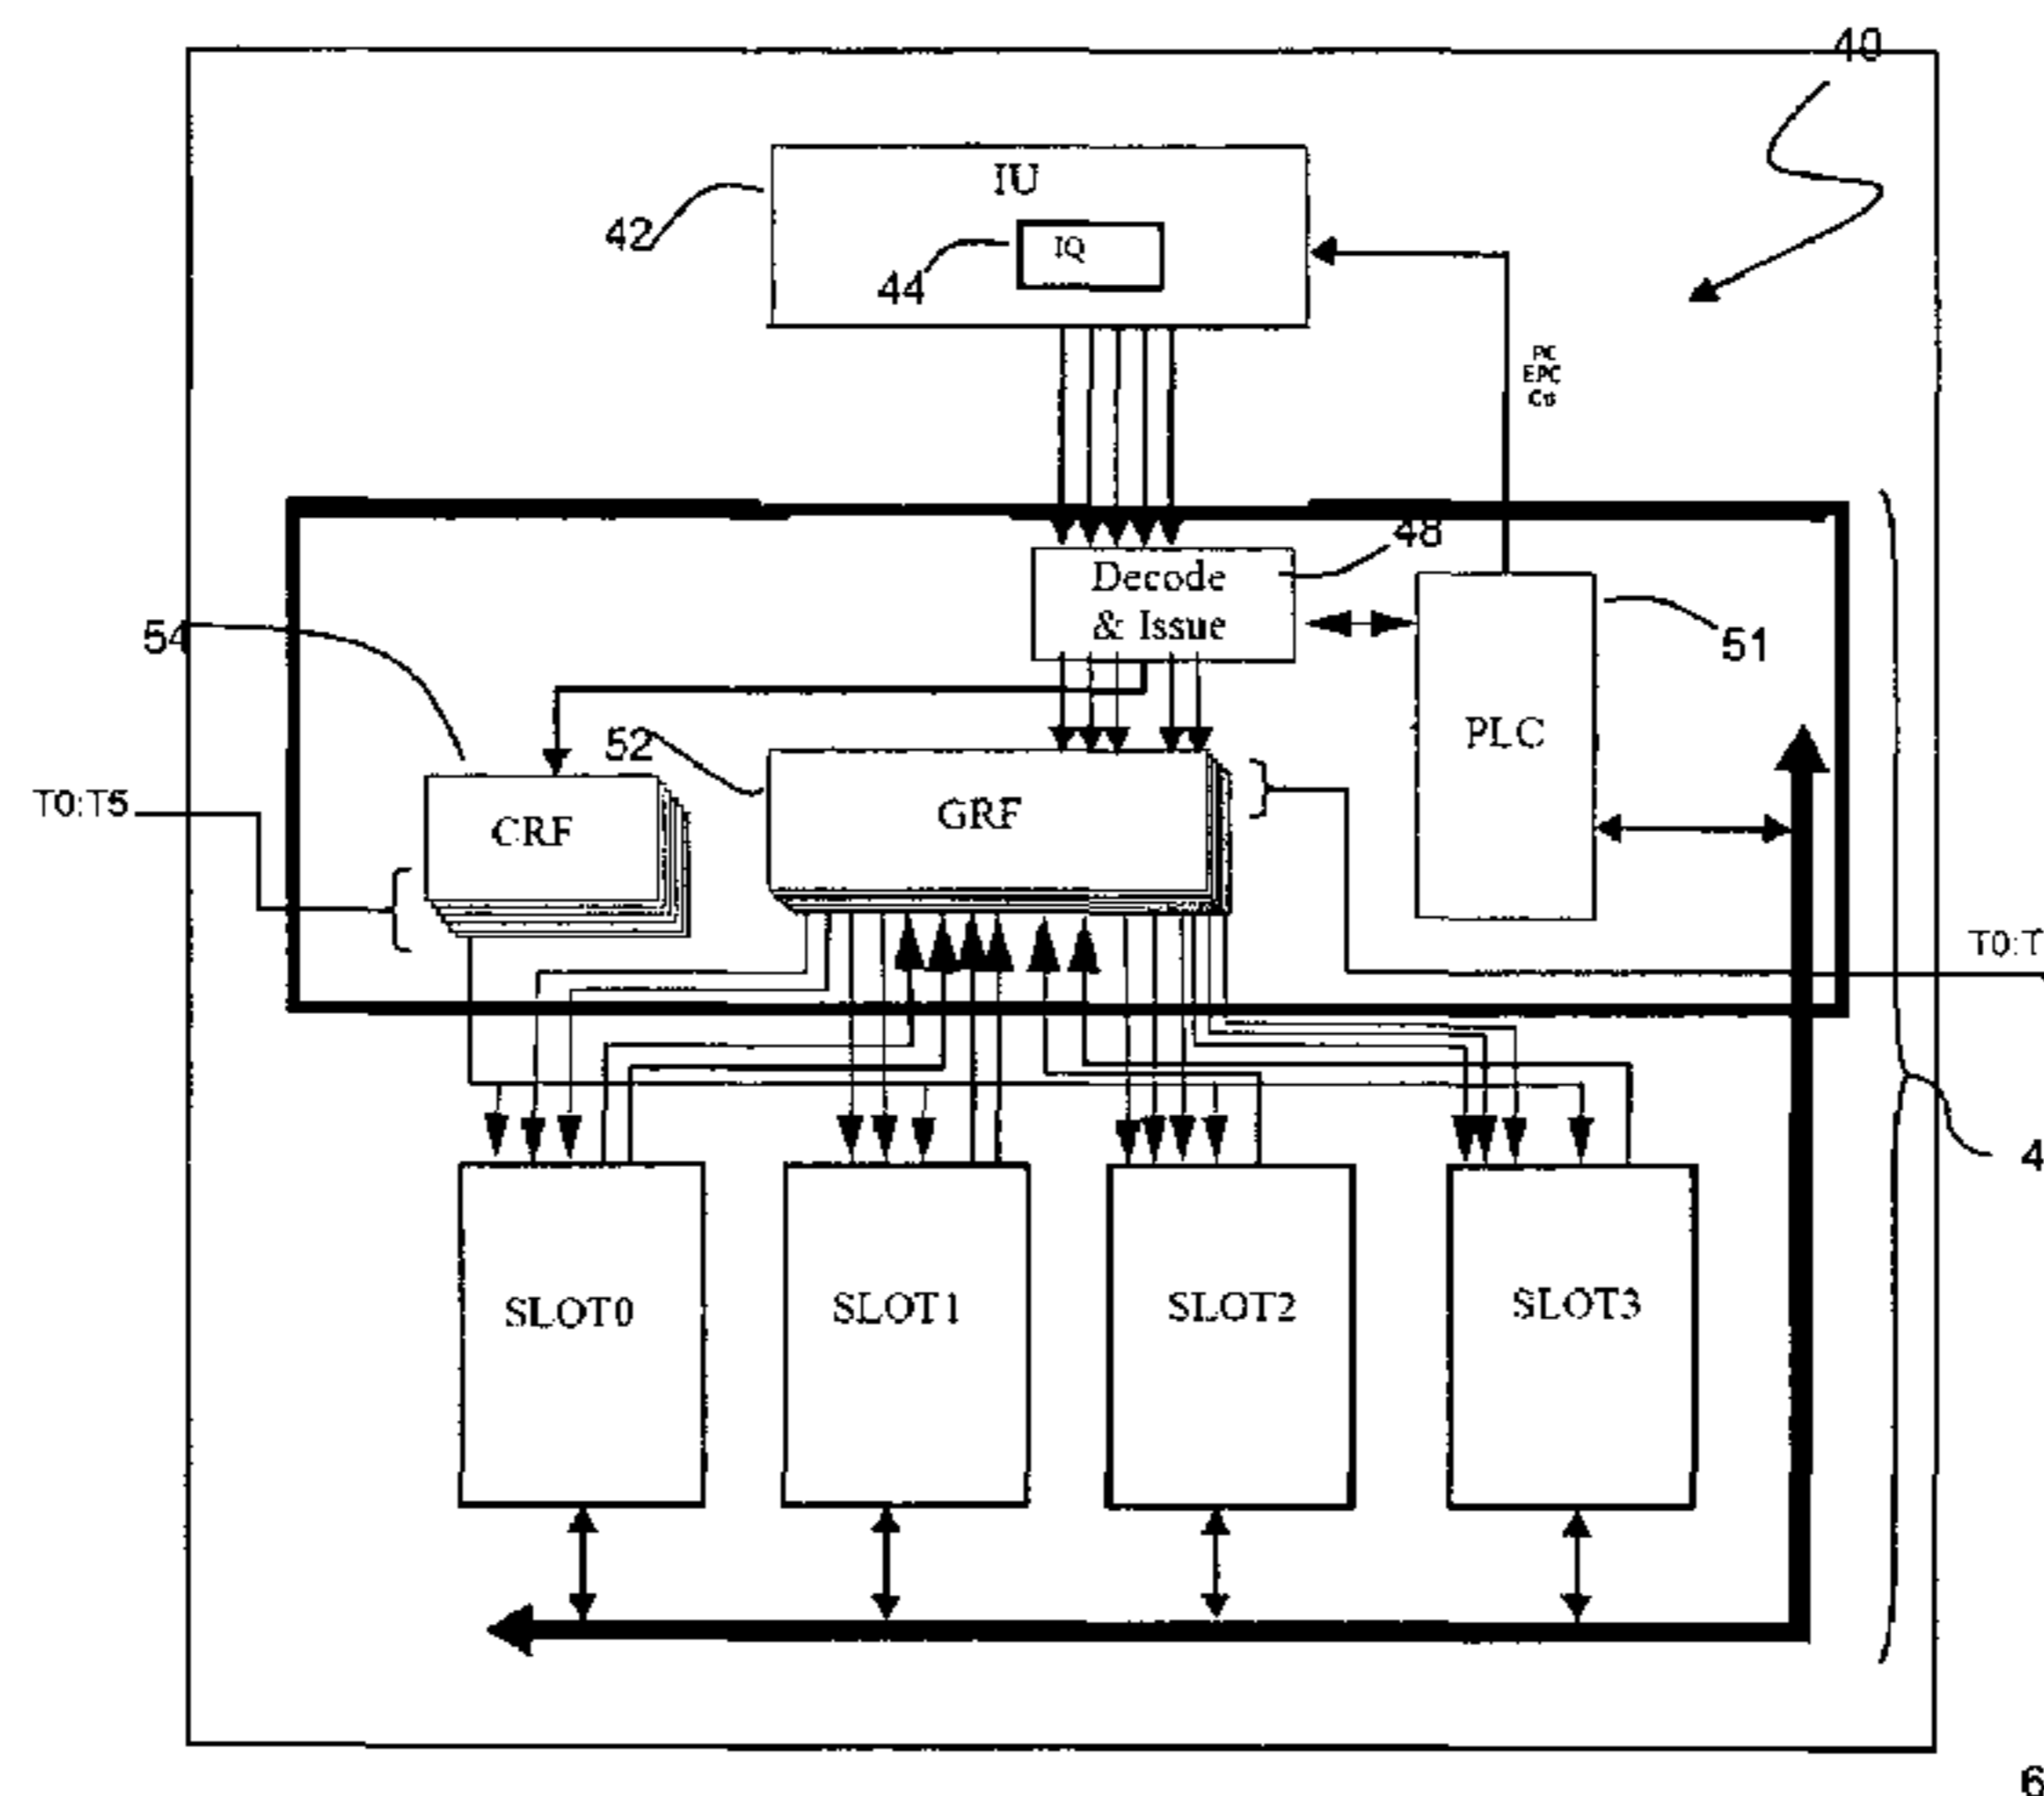 40
IU
42
IQ
44
PC
EPC
48
Decode
& Issue
54
51
52
PLC
T0:T5
GRF
CRF
T0:T
4
SLOT0
SLOT1
SLOT2
SLOT3
6